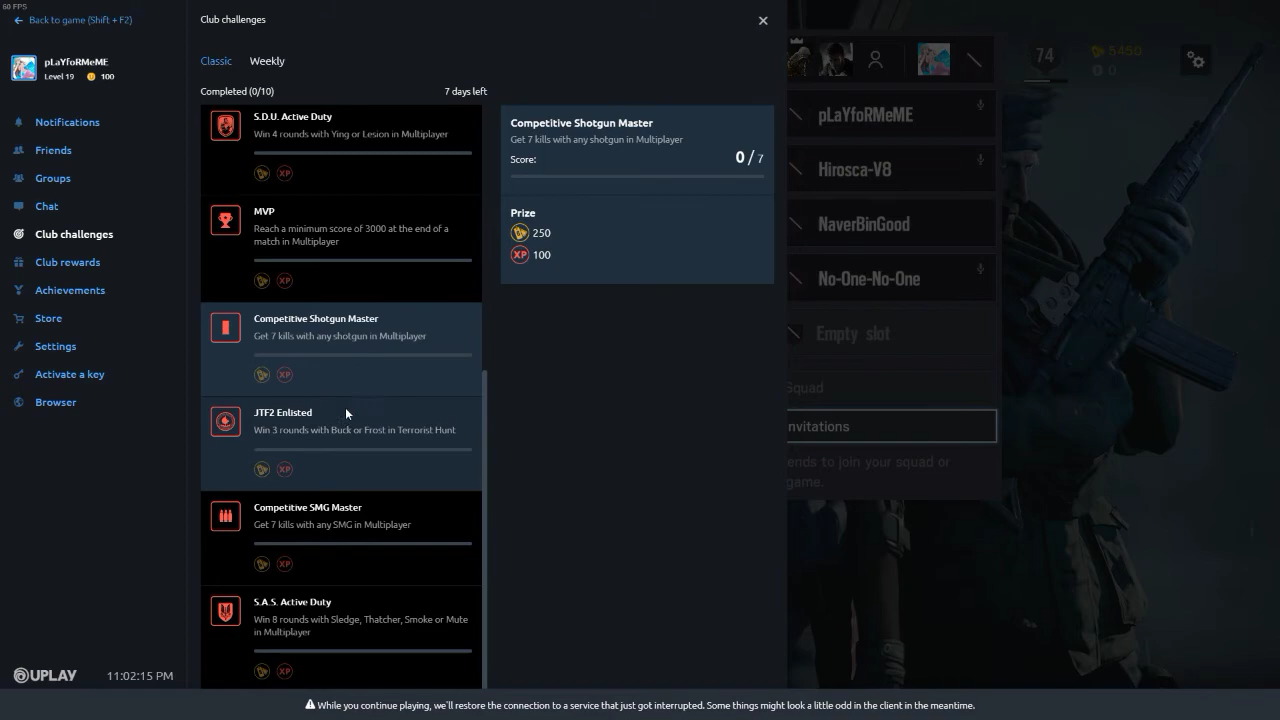 60 FPS
Back to game (Shift + F2)
pLaYfoRMeME
Level 19 100
Notifications
Friends
Groups
Chat
Club challenges
Club rewards
Achievements
Store
Settings
Activate a key
Browser
UPLAY 11:02:15 PM
Club challenges
Classic Weekly
Completed (0/10) 7 days left
S.D.U. Active Duty
Win 4 rounds with Ying or Lesion in Multiplayer
XP
MVP
Reach a minimum score of 3000 at the end of a
match in Multiplayer
XP
Competitive Shotgun Master
Get 7 kills with any shotgun in Multiplayer
XP
JTF2 Enlisted
Win 3 rounds with Buck or Frost in Terrorist Hunt
XP
Competitive SMG Master
Get 7 kills with any SMG in Multiplayer
XP
S.A.S. Active Duty
Win 8 rounds with Sledge, Thatcher, Smoke or Mute
in Multiplayer
XP
Competitive Shotgun Master
Get 7 kills with any shotgun in Multiplayer
Score: 0 / 7
Prize
250
XP 100
74 5450
0
pLaYfoRMeME
Hirosca-V8
NaverBinGood
No-One-No-One
Empty slot
Squad
nvitations
ends to join your squad or
game.
While you continue playing, we'll restore the connection to a service that just got interrupted. Some things might look a little odd in the client in the meantime.